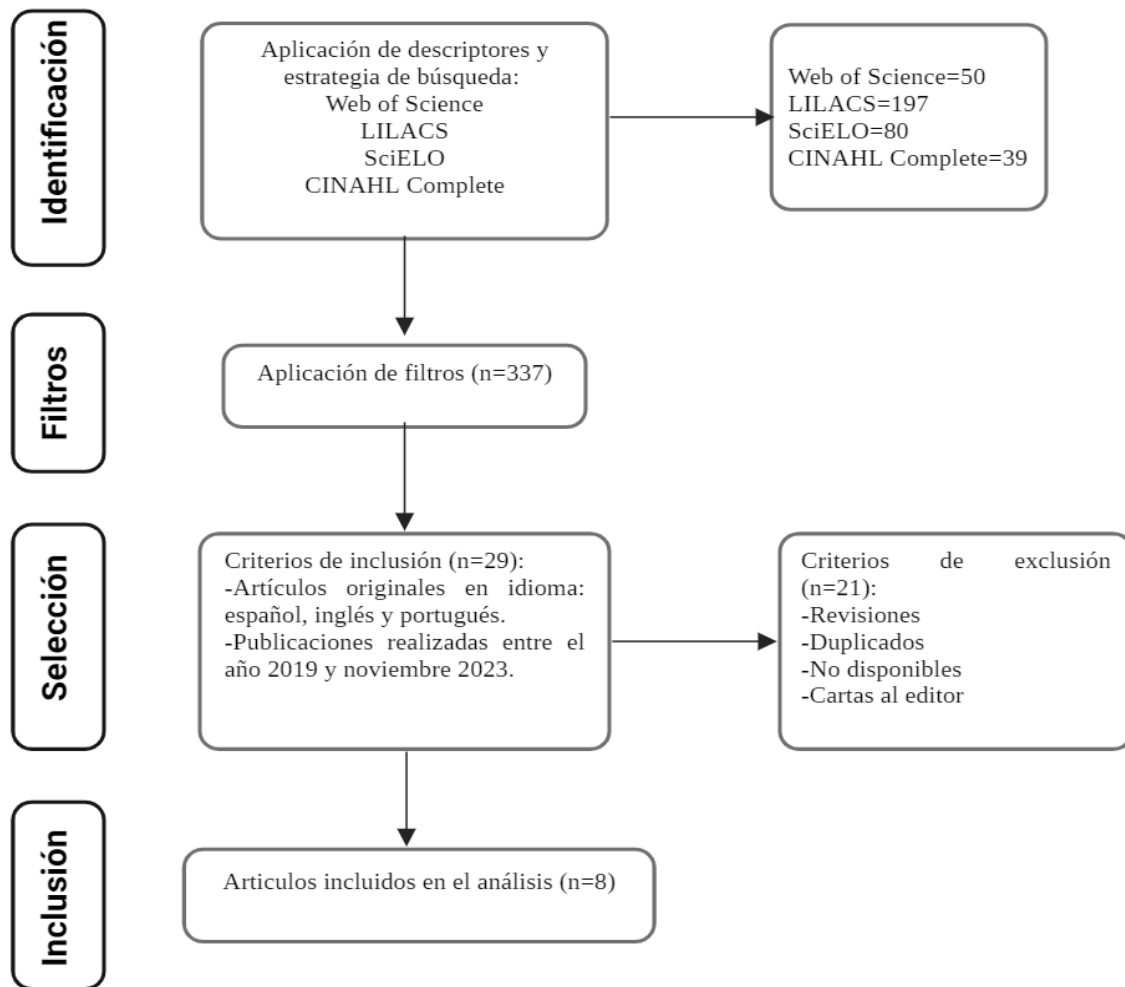 Identificación
Aplicación de descriptores y
estrategia de búsqueda:
Web of Science
LILACS
SciELO
CINAHL Complete
Web of Science=50
LILACS=197
SciELO=80
CINAHL Complete=39
Filtros
Aplicación de filtros (n=337)
Selección
Criterios de inclusión (n=29):
-Artículos originales en idioma:
español, inglés y portugués.
-Publicaciones realizadas entre el
año 2019 y noviembre 2023.
Criterios de exclusión
(n=21):
-Revisiones
-Duplicados
-No disponibles
-Cartas al editor
Inclusión
Articulos incluidos en el análisis (n=8)